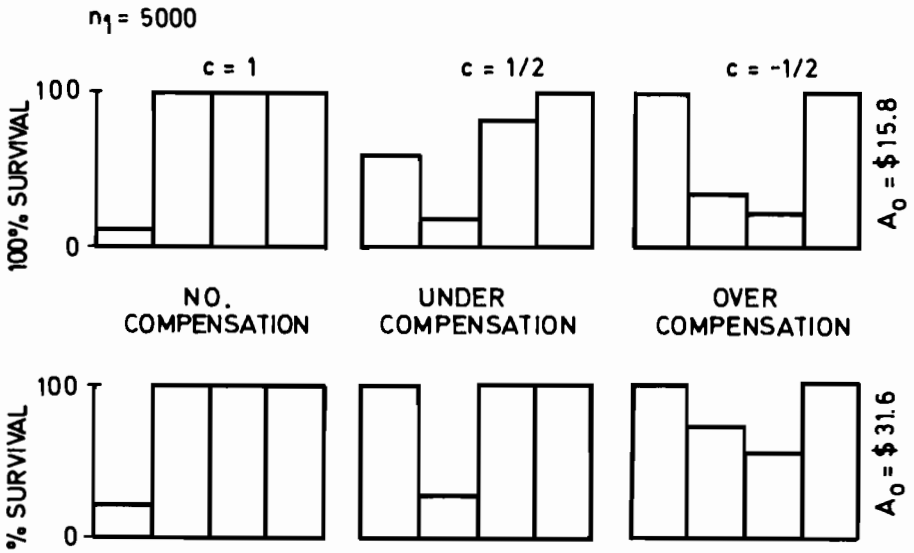 n1 = 5000
c = 1
c = 1/2
c = -1/2
100% SURVIVAL
100
0
A0 = $15.8
NO.
COMPENSATION
UNDER
COMPENSATION
OVER
COMPENSATION
% SURVIVAL
100
0
A0 = $31.6